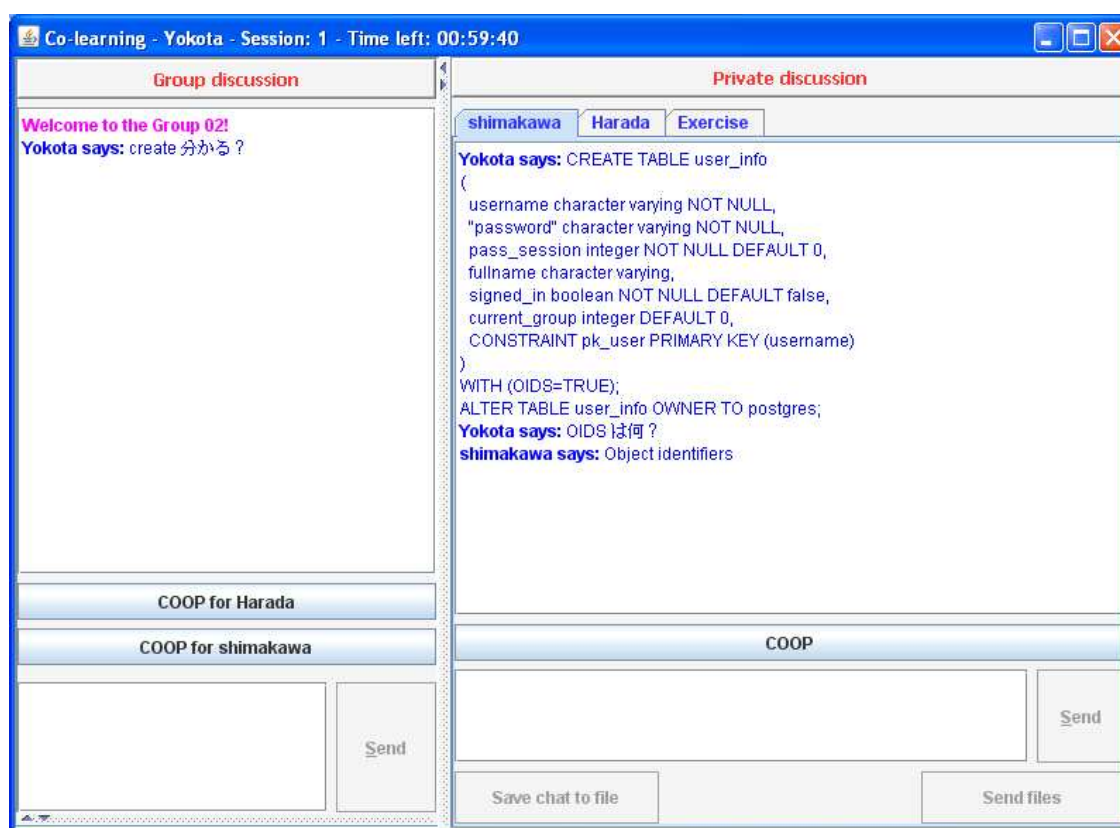 Co-learning - Yokota - Session: 1 - Time left: 00:59:40
Group discussion
Welcome to the Group 02!
Yokota says: create 分かる？
COOP for Harada
COOP for shimakawa
Send
Private discussion
shimakawa Harada Exercise
Yokota says: CREATE TABLE user_info
(
username character varying NOT NULL,
"password" character varying NOT NULL,
pass_session integer NOT NULL DEFAULT 0,
fullname character varying,
signed_in boolean NOT NULL DEFAULT false,
current_group integer DEFAULT 0,
CONSTRAINT pk_user PRIMARY KEY (username)
)
WITH (OIDS=TRUE);
ALTER TABLE user_info OWNER TO postgres;
Yokota says: OIDS は何？
shimakawa says: Object identifiers
COOP
Send
Save chat to file
Send files